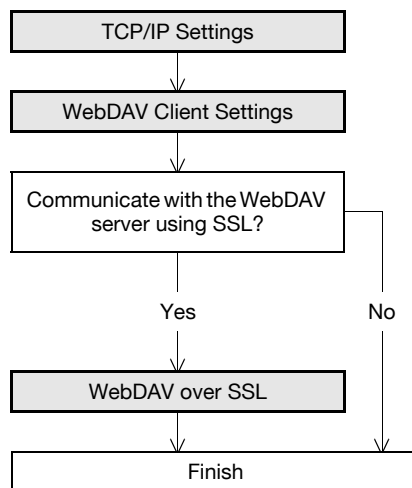 TCP/IP Settings
WebDAV Client Settings
Communicate with the WebDAV
server using SSL?
Yes
No
WebDAV over SSL
Finish